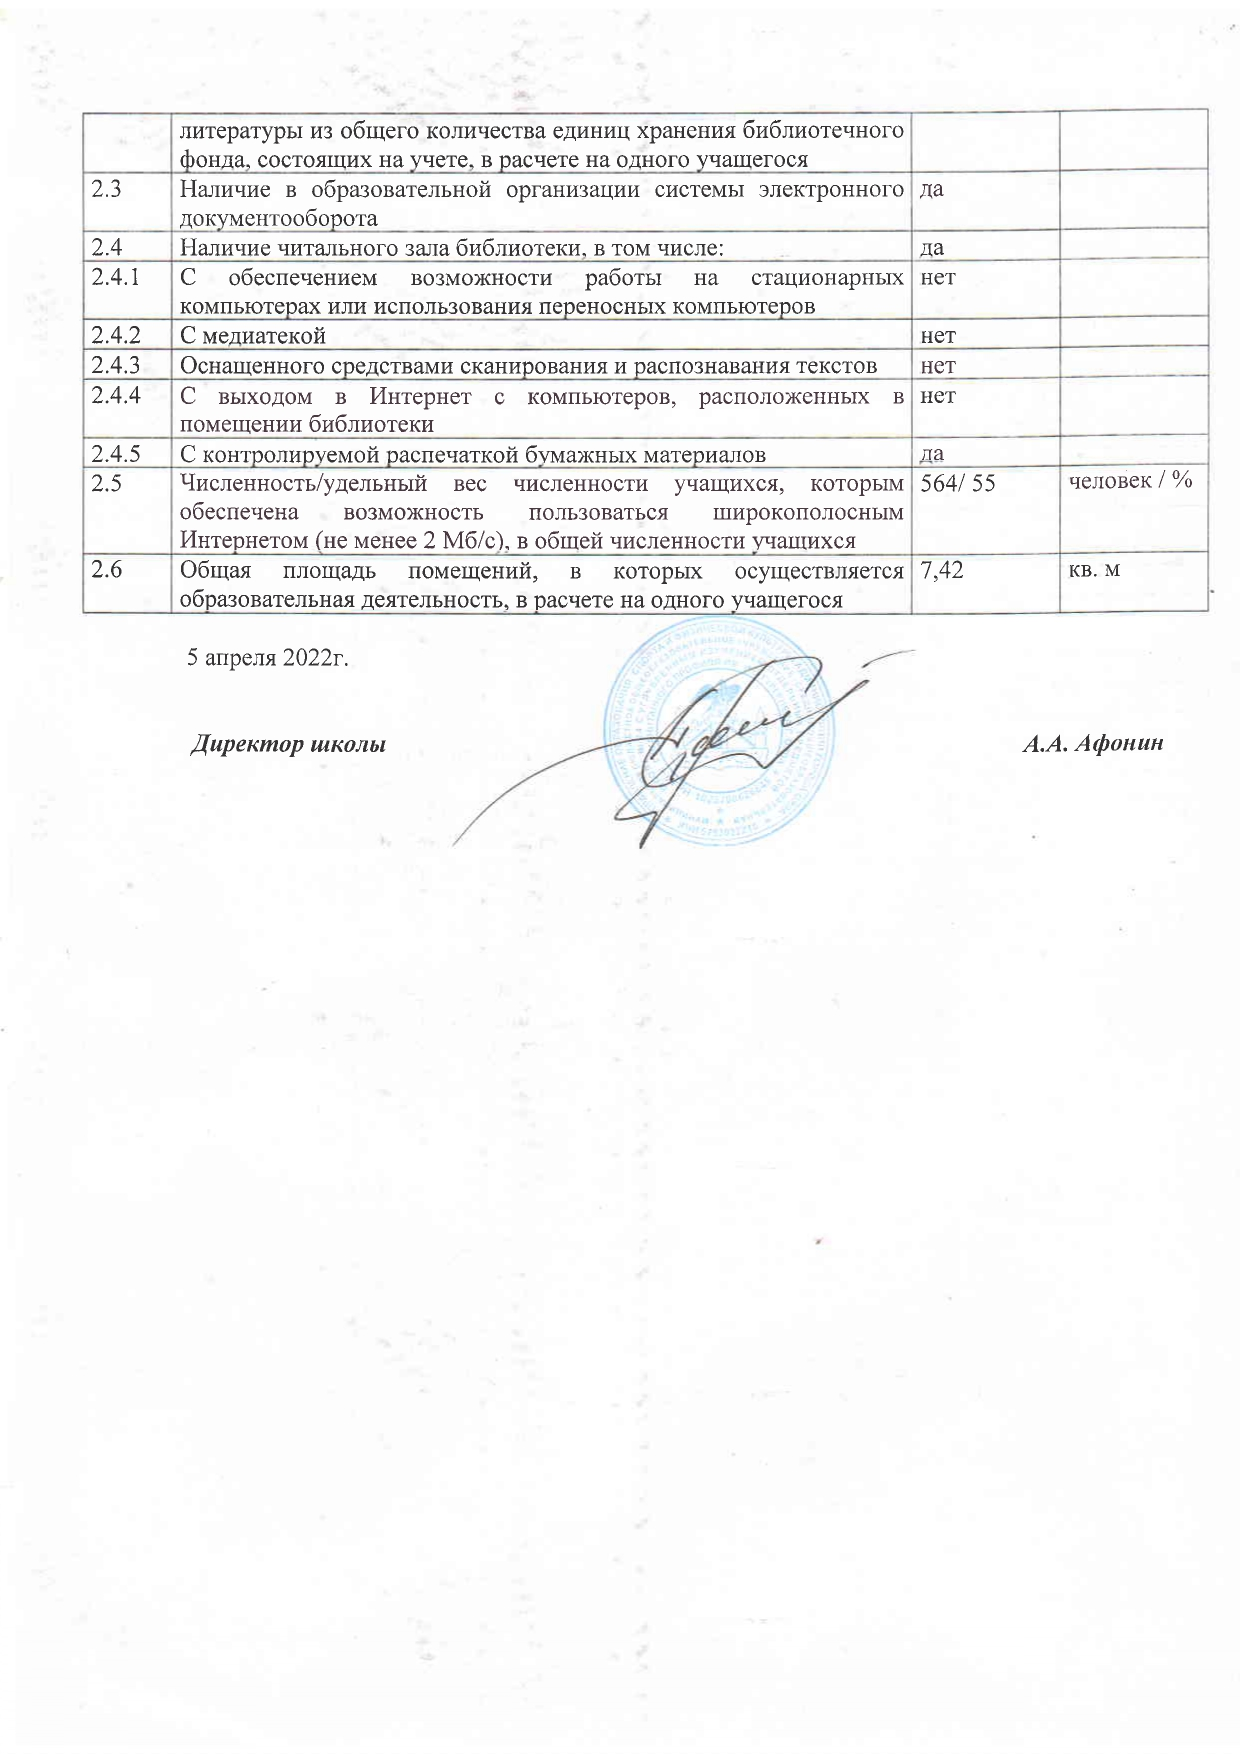 литературы из общего количества единиц хранения библиотечного
фонда, состоящих на учете, в расчете на одного учащегося
2.3 Наличие в образовательной организации системы электронного да
документооборота
2.4 Наличие читального зала библиотеки, в том числе: да
2.4.1 С обеспечением возможности работы на стационарных нет
компьютерах или использования переносных компьютеров
2.4.2 С медиатекой нет
2.4.3 Оснащенного средствами сканирования и распознавания текстов нет
2.4.4 С выходом в Интернет с компьютеров, расположенных в нет
помещении библиотеки
2.4.5 С контролируемой распечаткой бумажных материалов да
2.5 Численность/удельный вес численности учащихся, которым 564/ 55 человек / %
обеспечена возможность пользоваться широкополосным
Интернетом (не менее 2 Мб/с), в общей численности учащихся
2.6 Общая площадь помещений, в которых осуществляется 7,42 кв. м
образовательная деятельность, в расчете на одного учащегося
5 апреля 2022г.
Директор школы А.А. Афонин